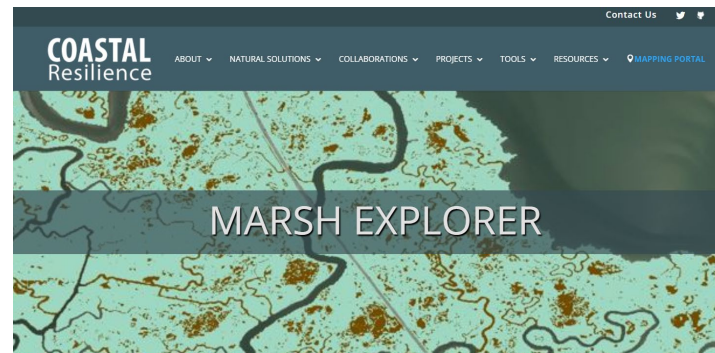 Contact Us
COASTAL
Resilience
ABOUT NATURAL SOLUTIONS COLLABORATIONS PROJECTS TOOLS RESOURCES MAPPING PORTAL
MARSH EXPLORER